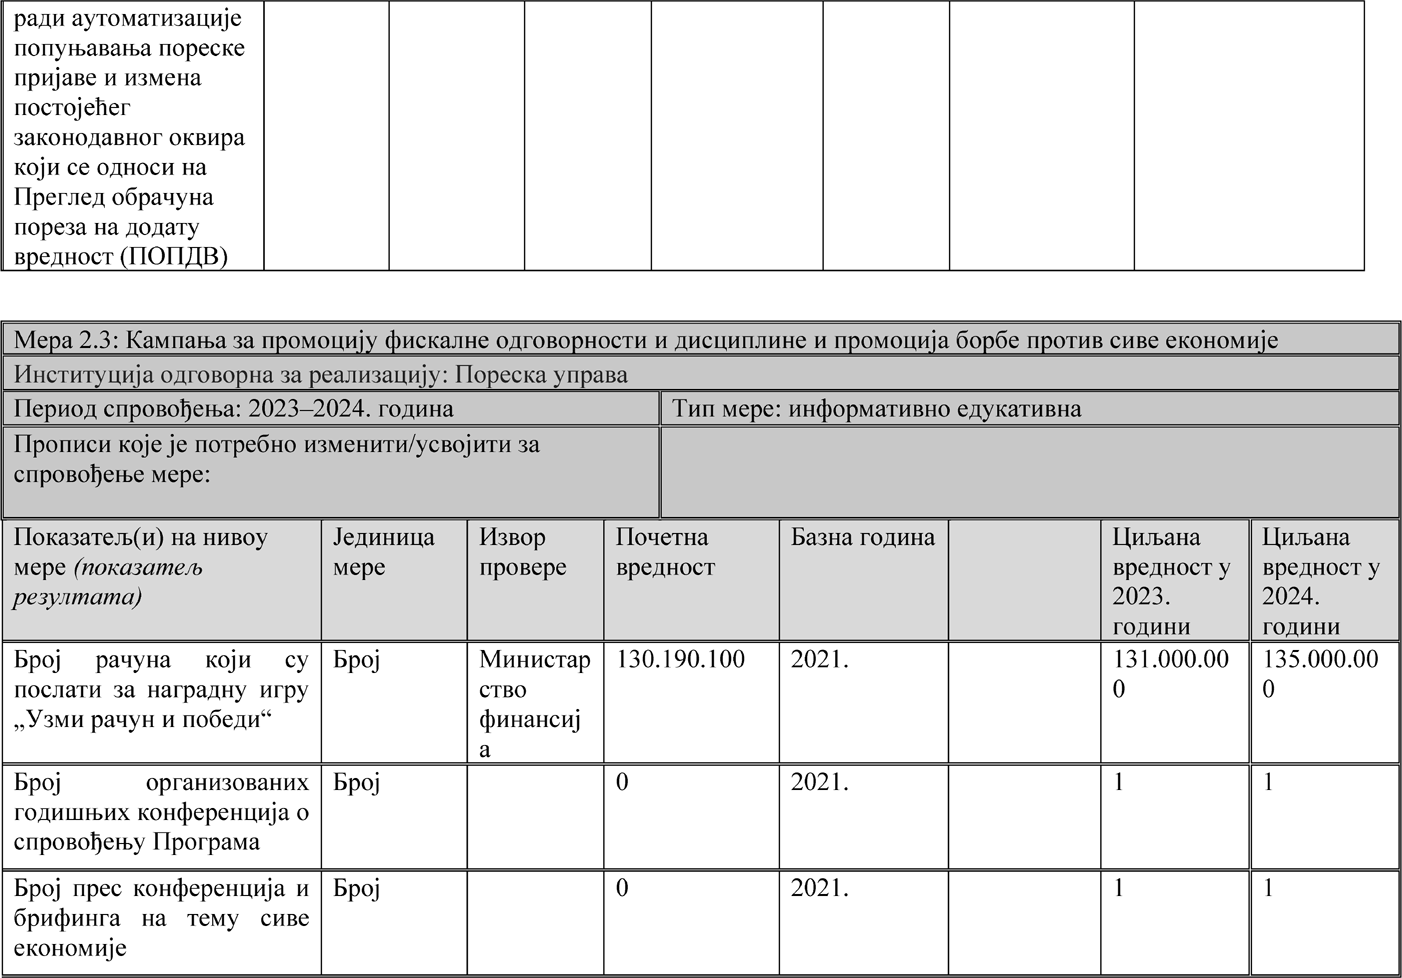 ради аутоматизације
попуњавања пореске
пријаве и измена
постојећег
законодавног оквира
који се односи на
Преглед обрачуна
пореза на додату
вредност (ПОПДВ)
Мера 2.3: Кампања за промоцију фискалне одговорности и дисциплине и промоција борбе против сиве економије
Институција одговорна за реализацију: Пореска управа
Период спровођења: 2023–2024. година
Тип мере: информативно едукативна
Прописи које је потребно изменити/усвојити за
спровођење мере:
Показатељ(и) на нивоу
мере (показатељ
резултата)
Јединица
мере
Извор
провере
Почетна
вредност
Базна година
Циљана
вредност у
2023.
години
Циљана
вредност у
2024.
години
Број рачуна који су
послати за наградну игру
„Узми рачун и победи“
Број
Министар
ство
финансиј
а
130.190.100
2021.
131.000.00
0
135.000.00
0
Број организованих
годишњих конференција о
спровођењу Програма
Број
0
2021.
1
1
Број прес конференција и
брифинга на тему сиве
економије
Број
0
2021.
1
1